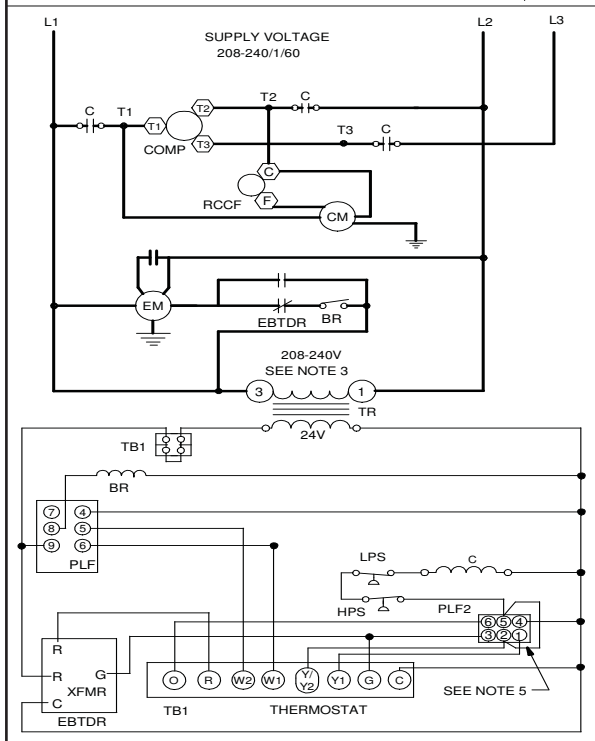 L1
L2
L3
SUPPLY VOLTAGE
208-240/1/60
C
T1
T1
T2
T2
C
COMP
T3
T3
C
C
RCCF
F
CM
EM
EBTDR
BR
208-240V
SEE NOTE 3
3
1
TR
24V
TB1
BR
7
4
8
5
9
6
PLF
LPS
C
HPS
PLF2
6 5 4
3 2 1
R
R
G
XFMR
C
EBTDR
O
R
W2
W1
Y/
Y2
Y1
G
C
SEE NOTE 5
TB1
THERMOSTAT